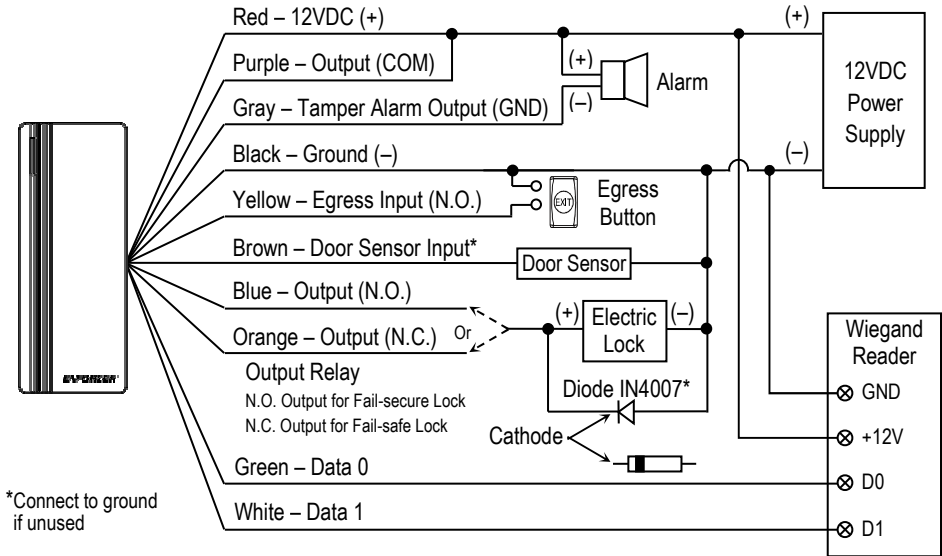 Red – 12VDC (+)
(+)
Purple – Output (COM)
(+)
Alarm
12VDC
Power
Supply
Gray – Tamper Alarm Output (GND)
(–)
Black – Ground (–)
(–)
Yellow – Egress Input (N.O.)
EXIT
Egress
Button
Brown – Door Sensor Input*
Door Sensor
Blue – Output (N.O.)
Orange – Output (N.C.)
Or
(+)
Electric
Lock
(–)
Wiegand
Reader
Output Relay
N.O. Output for Fail-secure Lock
N.C. Output for Fail-safe Lock
Diode IN4007*
Cathode
GND
+12V
ENFORCER
Green – Data 0
D0
*Connect to ground
if unused
White – Data 1
D1